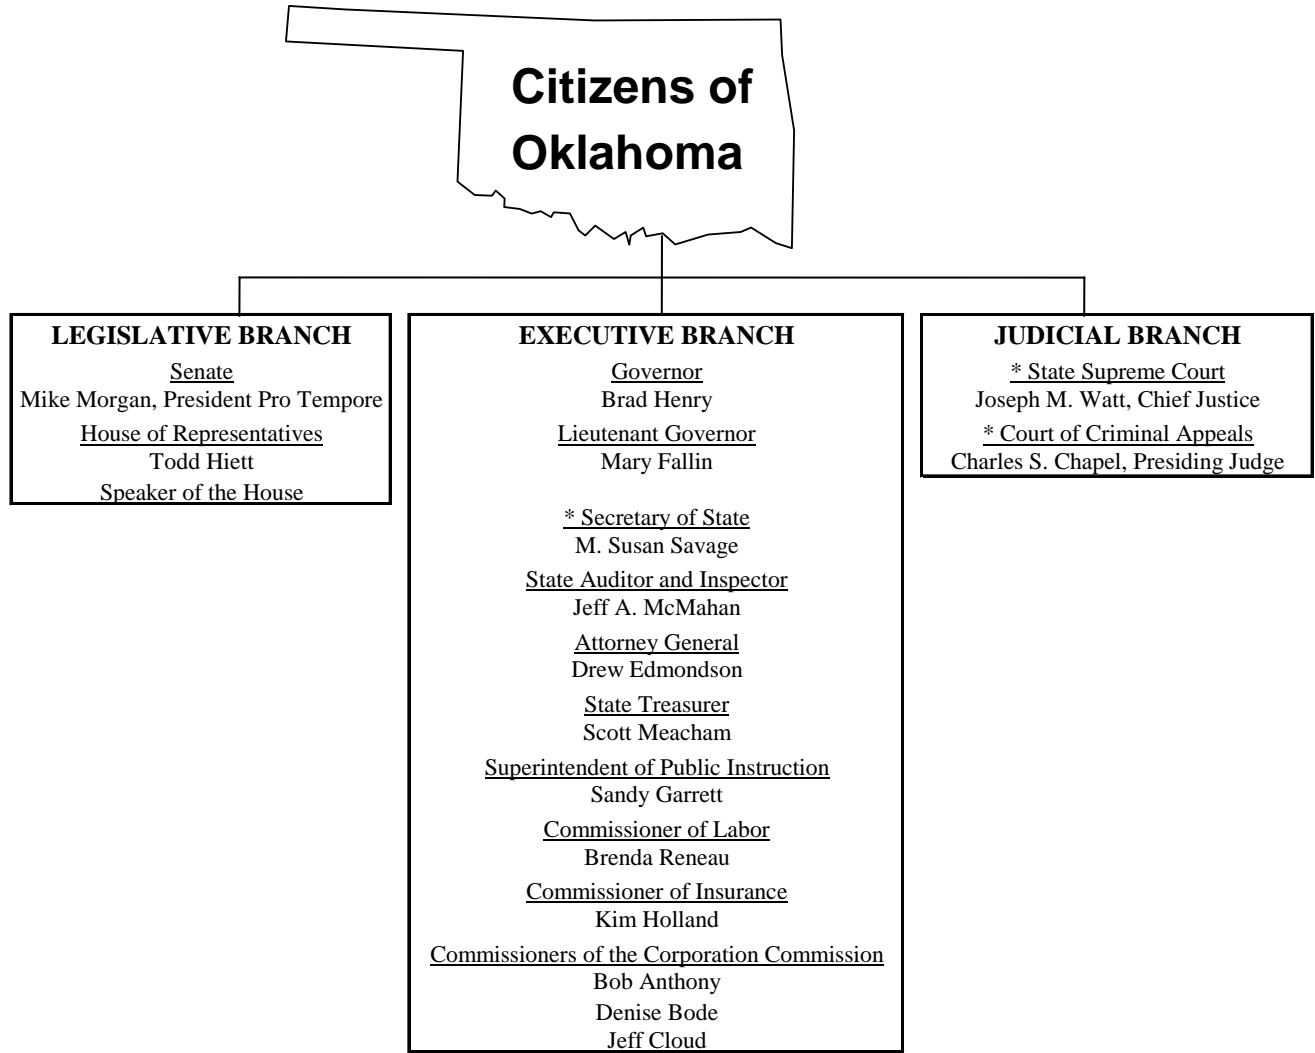 Citizens of
Oklahoma
LEGISLATIVE BRANCH
Senate
Mike Morgan, President Pro Tempore
House of Representatives
Todd Hiett
Speaker of the House
EXECUTIVE BRANCH
Governor
Brad Henry
Lieutenant Governor
Mary Fallin
* Secretary of State
M. Susan Savage
State Auditor and Inspector
Jeff A. McMahan
Attorney General
Drew Edmondson
State Treasurer
Scott Meacham
Superintendent of Public Instruction
Sandy Garrett
Commissioner of Labor
Brenda Reneau
Commissioner of Insurance
Kim Holland
Commissioners of the Corporation Commission
Bob Anthony
Denise Bode
Jeff Cloud
JUDICIAL BRANCH
* State Supreme Court
Joseph M. Watt, Chief Justice
* Court of Criminal Appeals
Charles S. Chapel, Presiding Judge